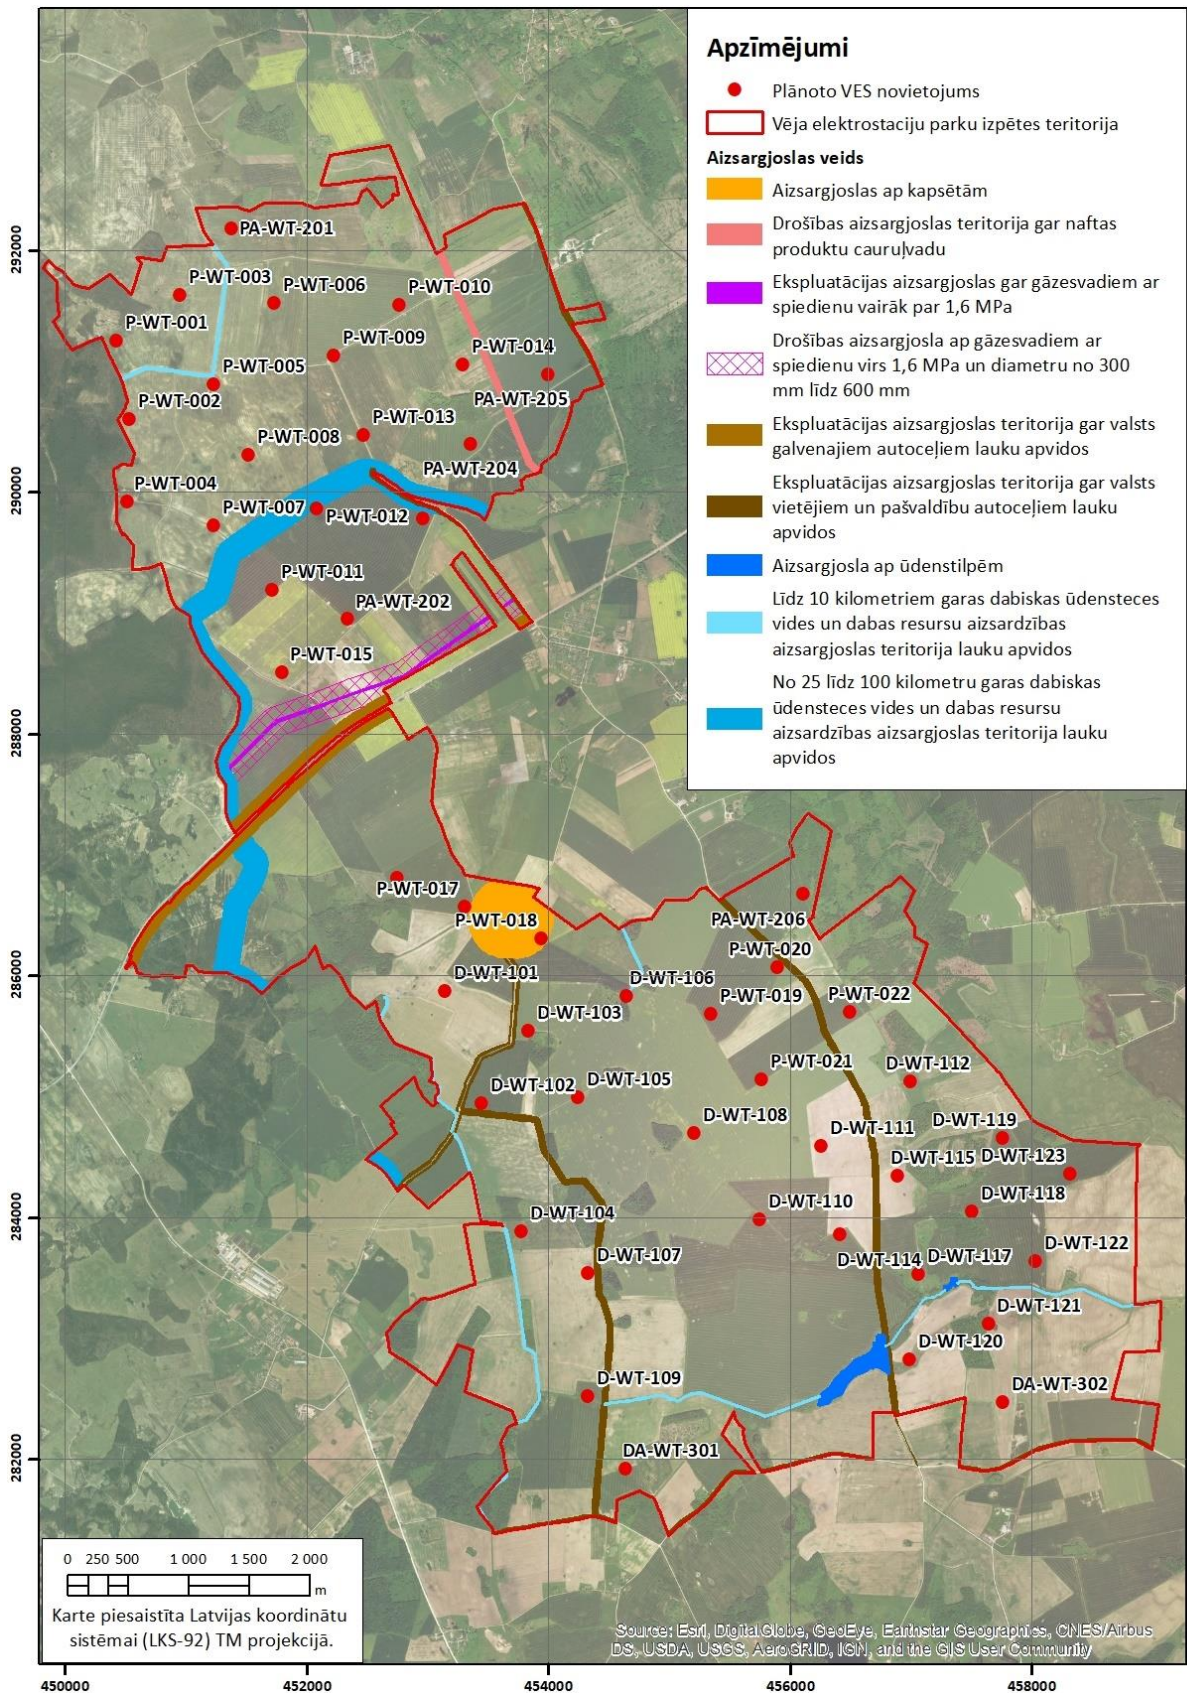 Apzīmējumi
Plānoto VES novietojums
Vēja elektrostaciju parku izpētes teritorija
Aizsargjoslas veids
Aizsargjoslas ap kapsētām
Drošības aizsargjoslas teritorija gar naftas
produktu cauruļvadu
Ekspluatācijas aizsargjoslas gar gāzesvadiem ar
spiedienu vairāk par 1,6 MPa
Drošības aizsargjosla ap gāzesvadiem ar
spiedienu virs 1,6 MPa un diametru no 300
mm līdz 600 mm
Ekspluatācijas aizsargjoslas teritorija gar valsts
galvenajiem autoceļiem lauku apvidos
Ekspluatācijas aizsargjoslas teritorija gar valsts
vietējiem un pašvaldību autoceļiem lauku
apvidos
Aizsargjosla ap ūdenstilpēm
Līdz 10 kilometriem garas dabiskas ūdensteces
vides un dabas resursu aizsardzības
aizsargjoslas teritorija lauku apvidos
No 25 līdz 100 kilometru garas dabiskas
ūdensteces vides un dabas resursu
aizsardzības aizsargjoslas teritorija lauku
apvidos
PA-WT-201
P-WT-003
P-WT-006
P-WT-010
P-WT-001
P-WT-009
P-WT-014
P-WT-005
P-WT-002
PA-WT-205
P-WT-013
P-WT-008
PA-WT-204
P-WT-004
P-WT-007
P-WT-012
P-WT-011
PA-WT-202
P-WT-015
P-WT-017
P-WT-018
PA-WT-206
P-WT-020
D-WT-101
D-WT-106
P-WT-019
P-WT-022
D-WT-103
P-WT-021
D-WT-112
D-WT-102
D-WT-105
D-WT-108
D-WT-111
D-WT-119
D-WT-115
D-WT-123
D-WT-118
D-WT-110
D-WT-104
D-WT-107
D-WT-114
D-WT-117
D-WT-122
D-WT-121
D-WT-120
D-WT-109
DA-WT-302
DA-WT-301
292000
290000
288000
286000
284000
282000
0 250 500 1 000 1 500 2 000
m
Karte piesaistīta Latvijas koordinātu
sistēmai (LKS-92) TM projekcijā.
Source: Esri, DigitalGlobe, GeoEye, Earthstar Geographics, CNES/Airbus
DS, USDA, USGS, AeroGRID, IGN, and the GIS User Community
450000 452000 454000 456000 458000